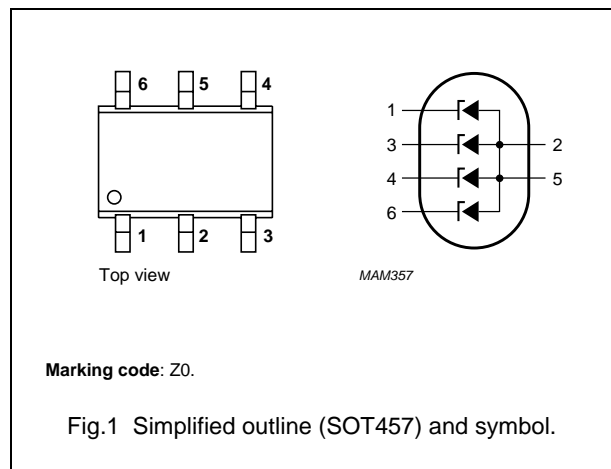 6 5 4
1 2 3
Top view
1
3 2
4 5
6
MAM357
Marking code: Z0.
Fig.1 Simplified outline (SOT457) and symbol.